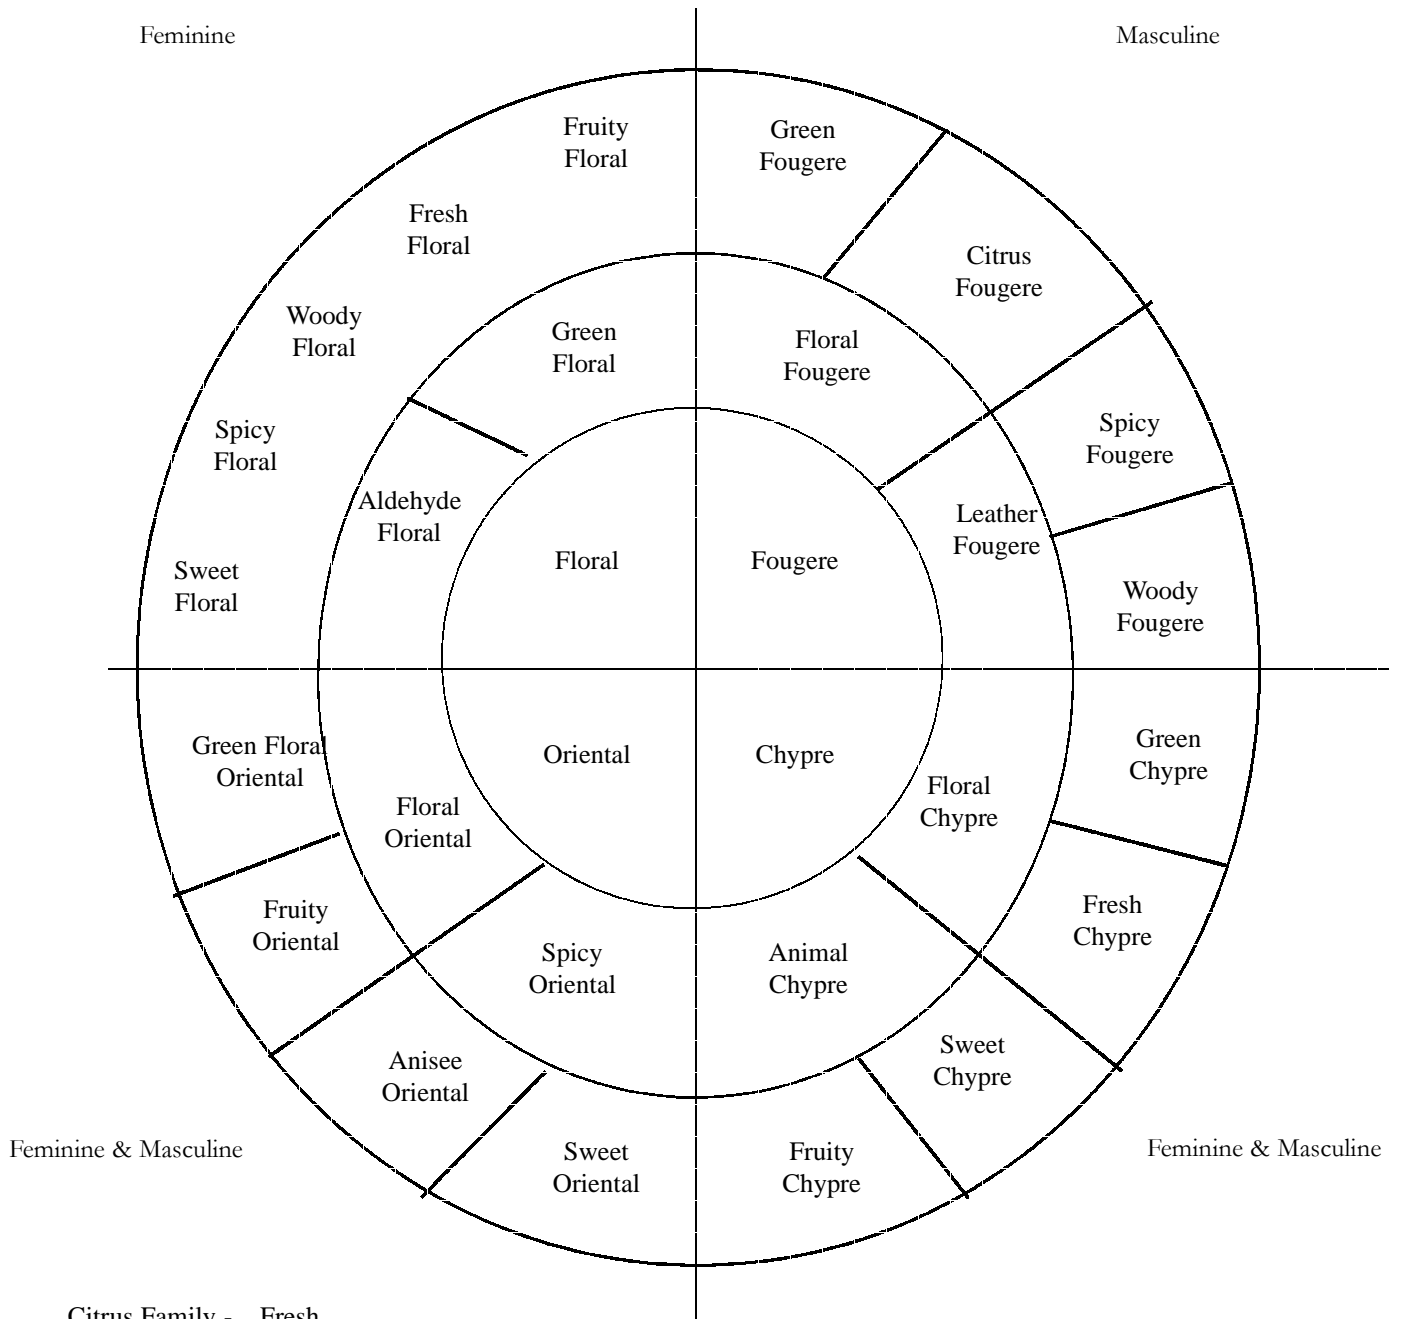 Feminine
Masculine
Fruity
Floral
Green
Fougere
Fresh
Floral
Citrus
Fougere
Woody
Floral
Green
Floral
Floral
Fougere
Spicy
Floral
Spicy
Fougere
Aldehyde
Floral
Leather
Fougere
Floral
Fougere
Sweet
Floral
Woody
Fougere
Green Floral
Oriental
Oriental
Chypre
Green
Chypre
Floral
Oriental
Floral
Chypre
Fruity
Oriental
Fresh
Chypre
Spicy
Oriental
Animal
Chypre
Anisee
Oriental
Sweet
Chypre
Feminine & Masculine
Sweet
Oriental
Fruity
Chypre
Feminine & Masculine
Citrus Family - Fresh